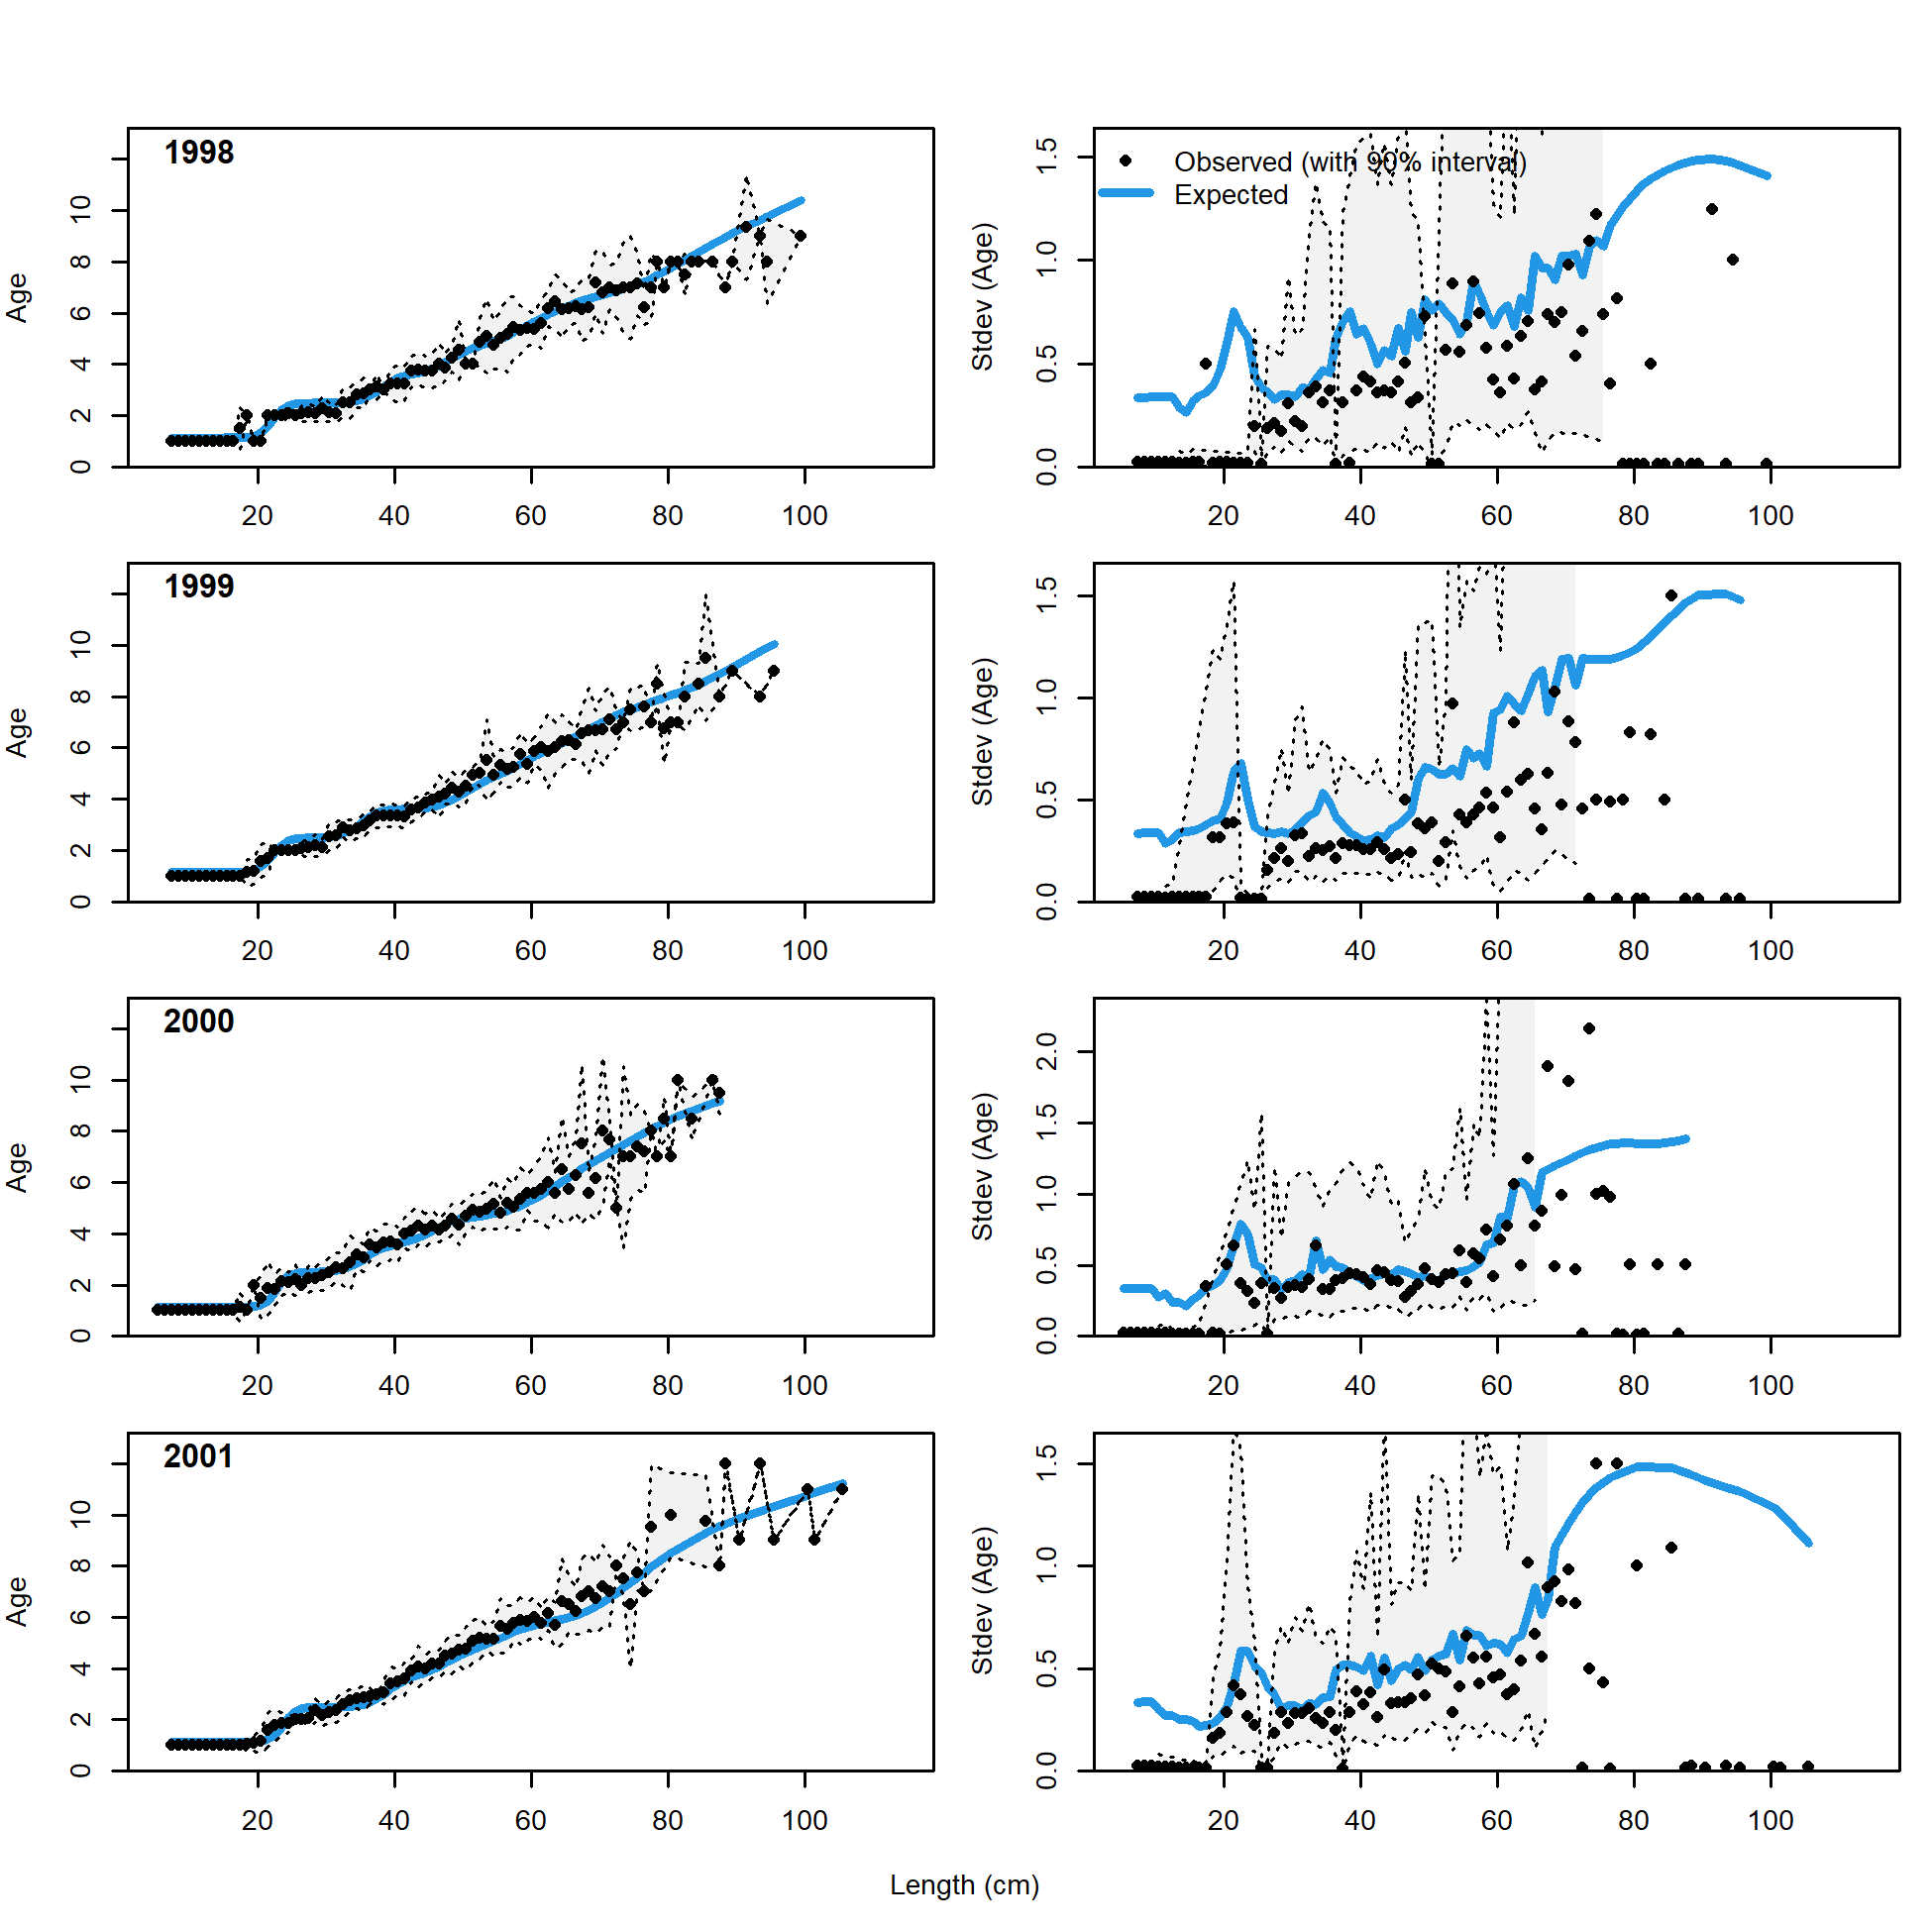 1998
Age
0 2 4 6 8 10
20 40 60 80 100
Observed (with 90% interval)
Expected
Stdev (Age)
0.0 0.5 1.0 1.5
20 40 60 80 100
1999
Age
0 2 4 6 8 10
20 40 60 80 100
Stdev (Age)
0.0 0.5 1.0 1.5
20 40 60 80 100
2000
Age
0 2 4 6 8 10
20 40 60 80 100
Stdev (Age)
0.0 0.5 1.0 1.5 2.0
20 40 60 80 100
2001
Age
0 2 4 6 8 10
20 40 60 80 100
Stdev (Age)
0.0 0.5 1.0 1.5
20 40 60 80 100
Length (cm)